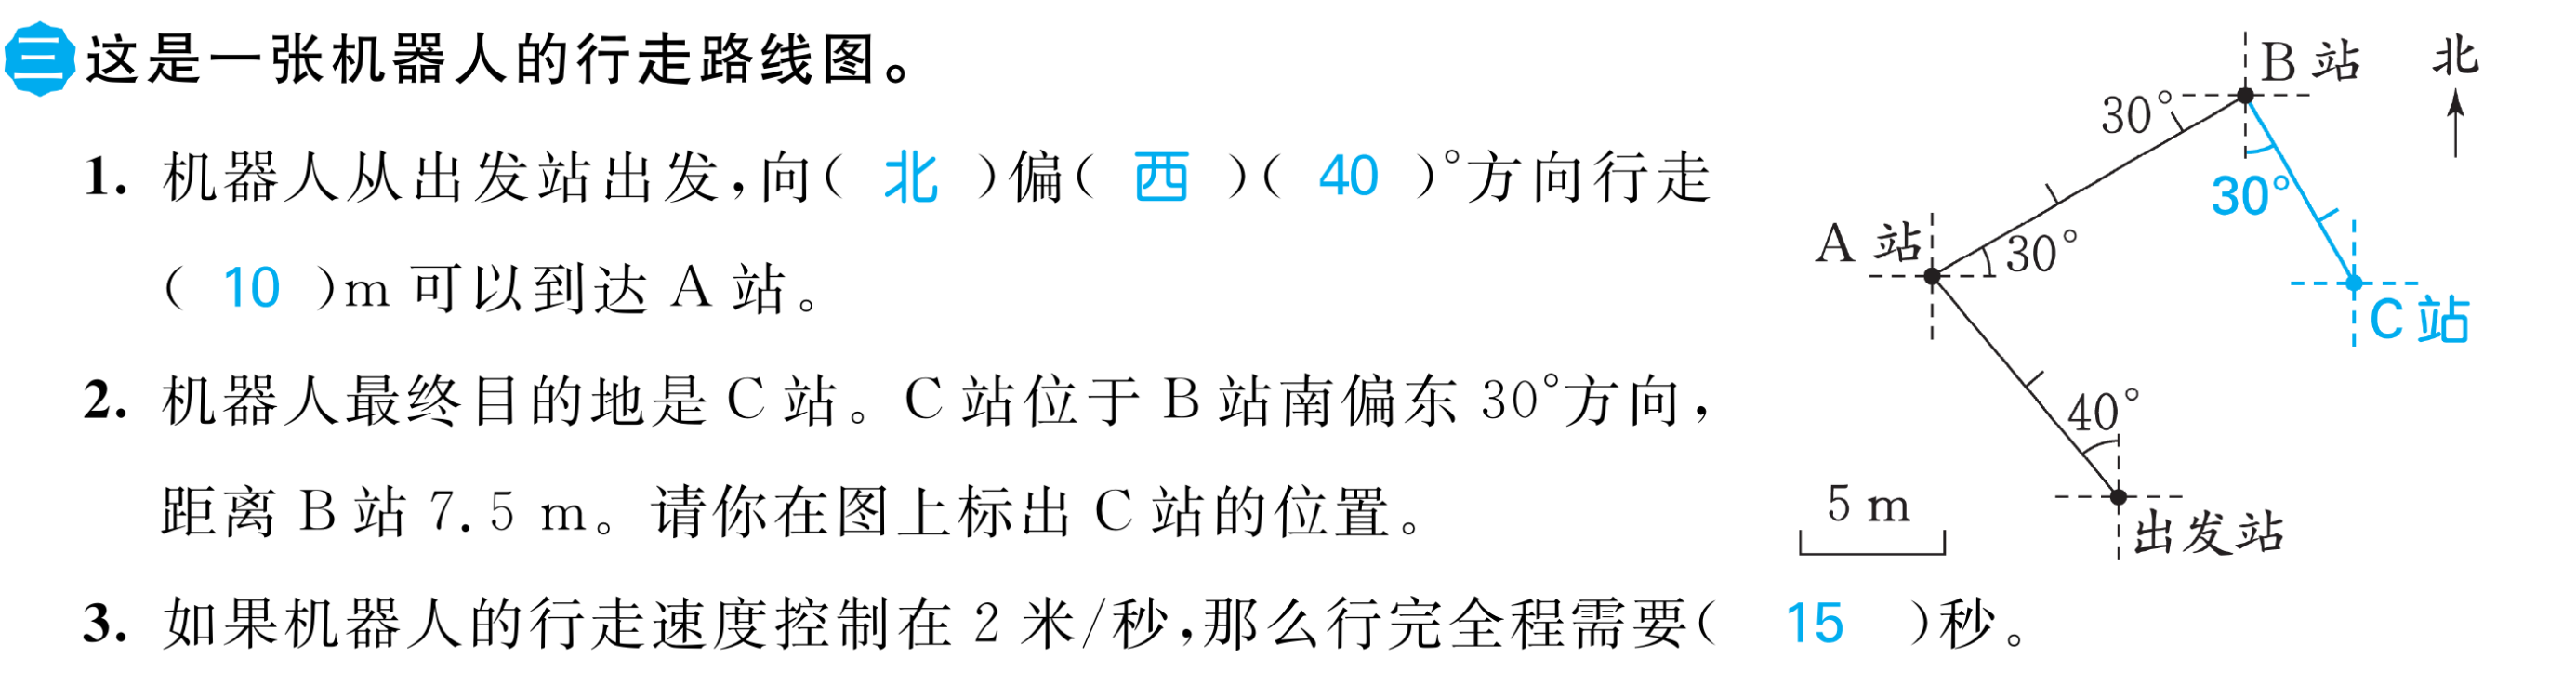 三 这是一张机器人的行走路线图。
1. 机器人从出发站出发,向( 北 )偏( 西 )( 40 )°方向行走
( 10 )m 可以到达 A 站。
2. 机器人最终目的地是 C 站。C 站位于 B 站南偏东 30°方向,
距离 B 站 7.5 m。请你在图上标出 C 站的位置。
3. 如果机器人的行走速度控制在 2 米/秒,那么行完全程需要( 15 )秒。
B 站
北
30°
30°
A 站
30°
C 站
40°
5 m
出发站